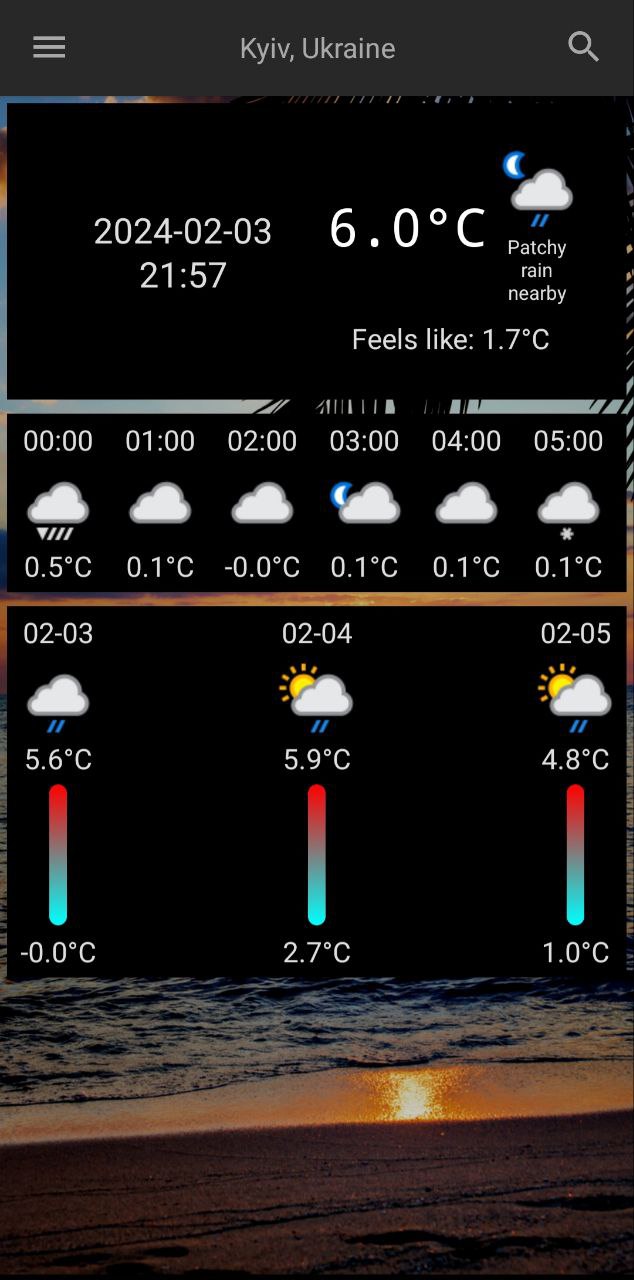 Kyiv, Ukraine
2024-02-03
21:57
6.0°C
Patchy
rain
nearby
Feels like: 1.7°C
00:00 01:00 02:00 03:00 04:00 05:00
0.5°C 0.1°C -0.0°C 0.1°C 0.1°C 0.1°C
02-03 02-04 02-05
5.6°C 5.9°C 4.8°C
-0.0°C 2.7°C 1.0°C